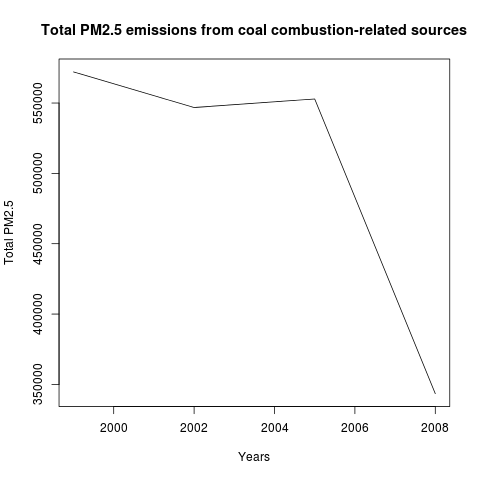 Total PM2.5 emissions from coal combustion-related sources
Total PM2.5
550000
500000
450000
400000
350000
2000 2002 2004 2006 2008
Years